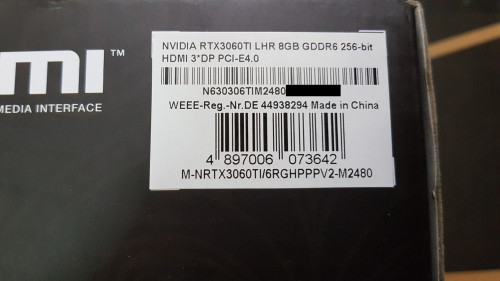 mi™
MEDIA INTERFACE
NVIDIA RTX3060TI LHR 8GB GDDR6 256-bit
HDMI 3*DP PCI-E4.0
N630306TIM2480
WEEE-Reg.-Nr.DE 44938294 Made in China
4 897006 073642
M-NRTX3060TI/6RGHPPPV2-M2480